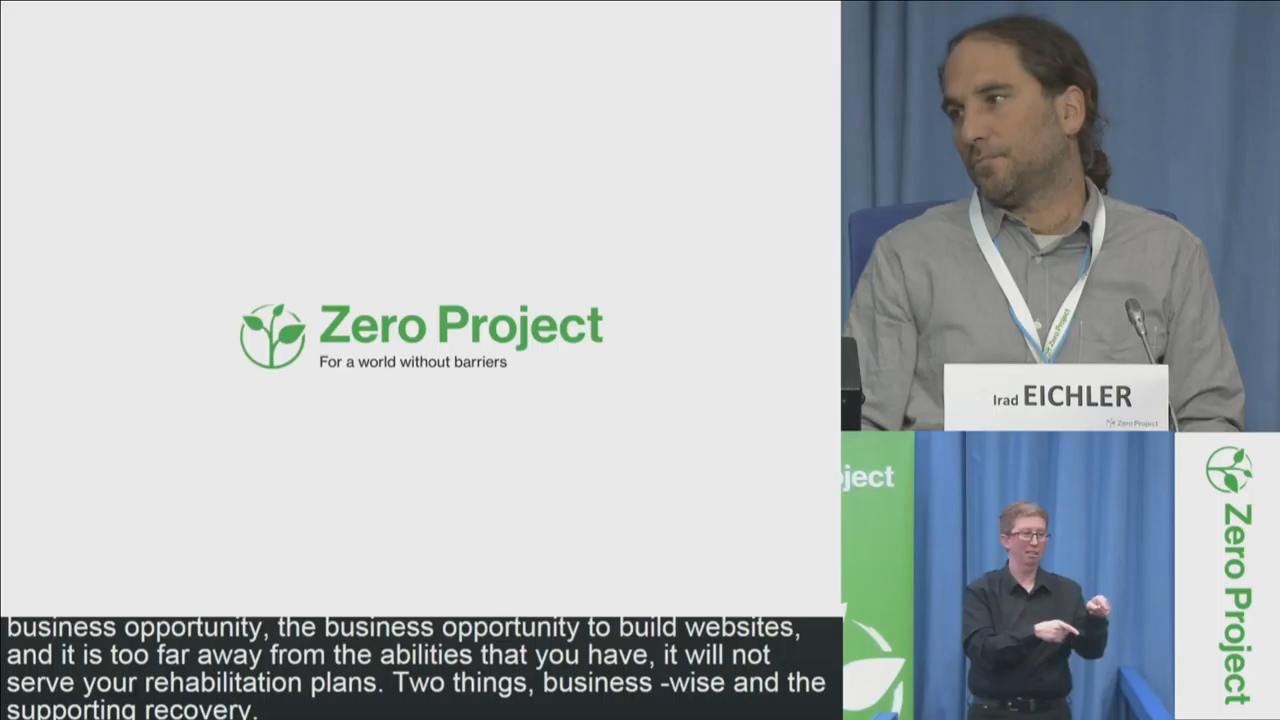 Zero Project
For a world without barriers
Zero Project
Irad EICHLER
Zero Project
business opportunity, the business opportunity to build websites,
and it is too far away from the abilities that you have, it will not
serve your rehabilitation plans. Two things, business -wise and the
supporting recovery.
ject
Zero Project